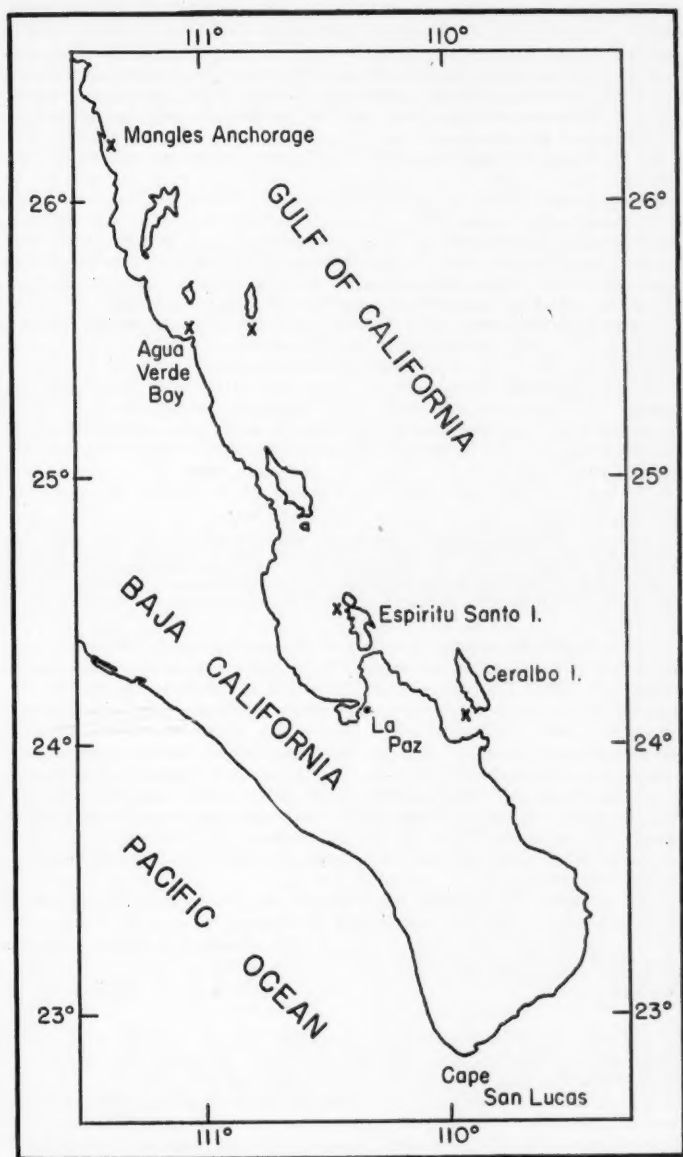 111°
110°
x Mangles Anchorage
26°
26°
GULF OF CALIFORNIA
x
x
Agua
Verde
Bay
25°
25°
BAJA CALIFORNIA
x
Espiritu Santo I.
Ceralbo I.
x
La
Paz
24°
24°
PACIFIC OCEAN
23°
23°
Cape
San Lucas
111°
110°